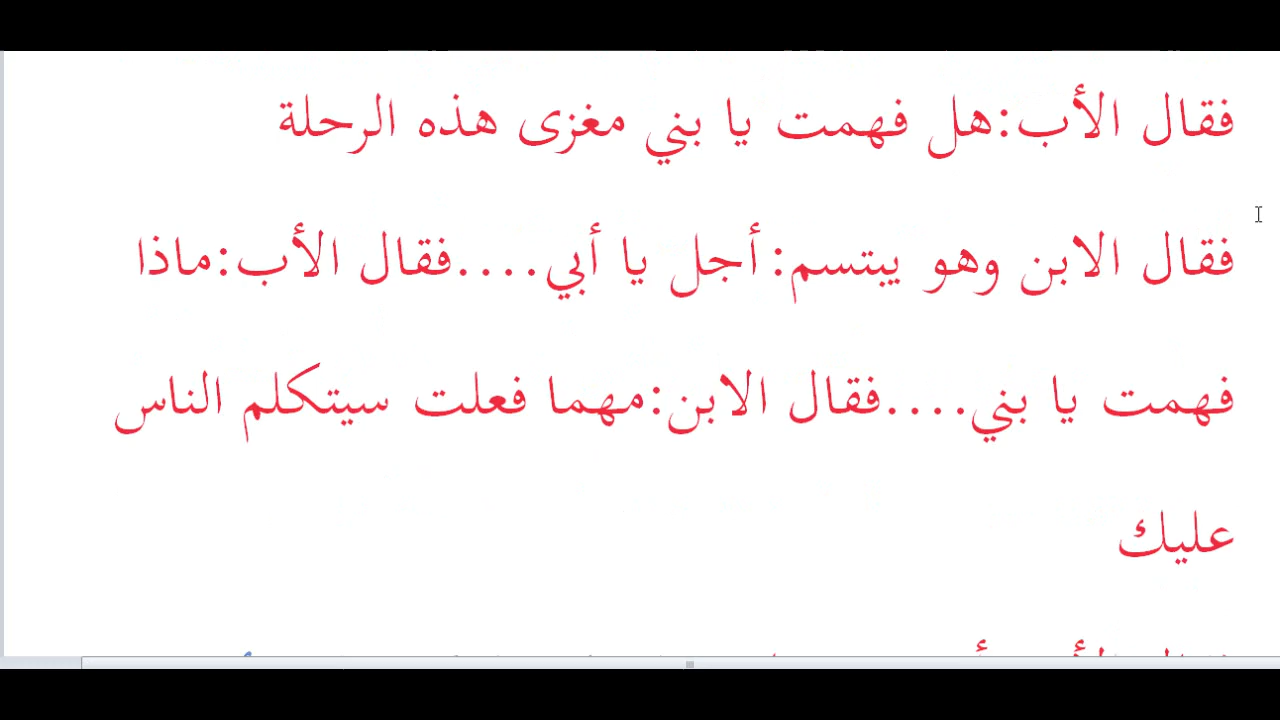 فقال الأب:هل فهمت يا بني مغزى هذه الرحلة
فقال الابن وهو يبتسم:أجل يا أبي....فقال الأب:ماذا
فهمت يا بني....فقال الابن:مهما فعلت سيتكلم الناس
عليك